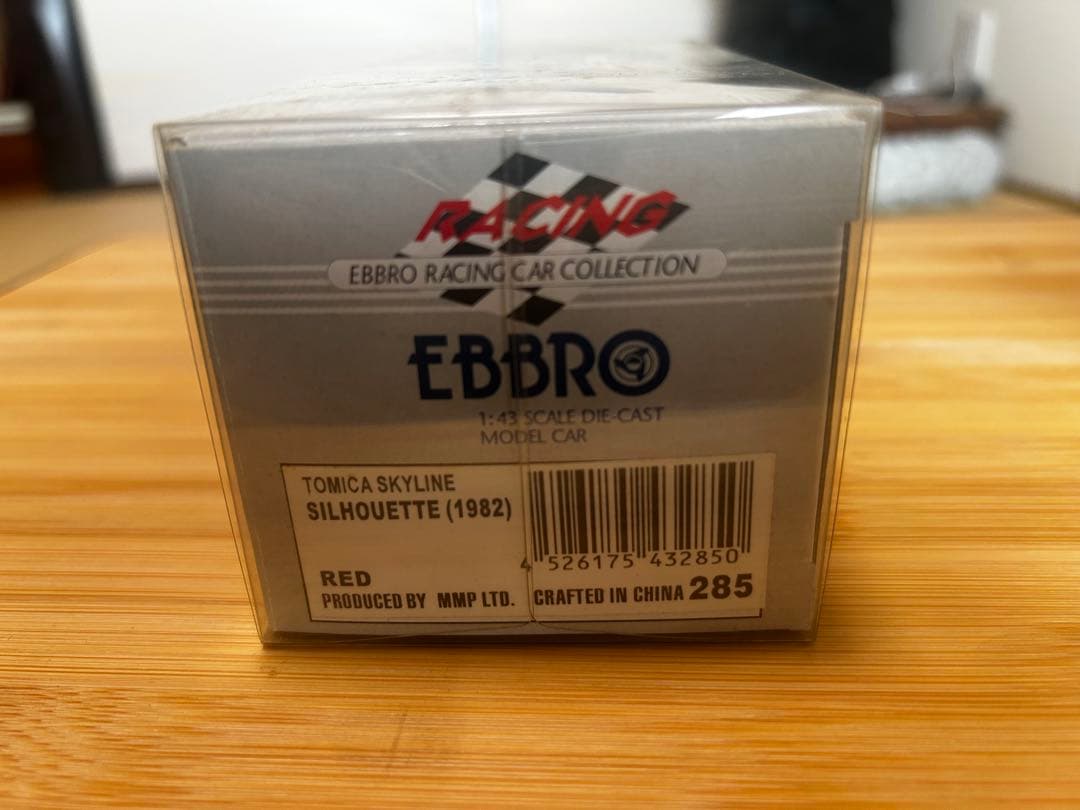 RACING
EBBRO RACING CAR COLLECTION
EBBRO
1:43 SCALE DIE-CAST
MODEL CAR
TOMICA SKYLINE
SILHOUETTE (1982)
4 526175 432850
RED
PRODUCED BY MMP LTD. CRAFTED IN CHINA 285